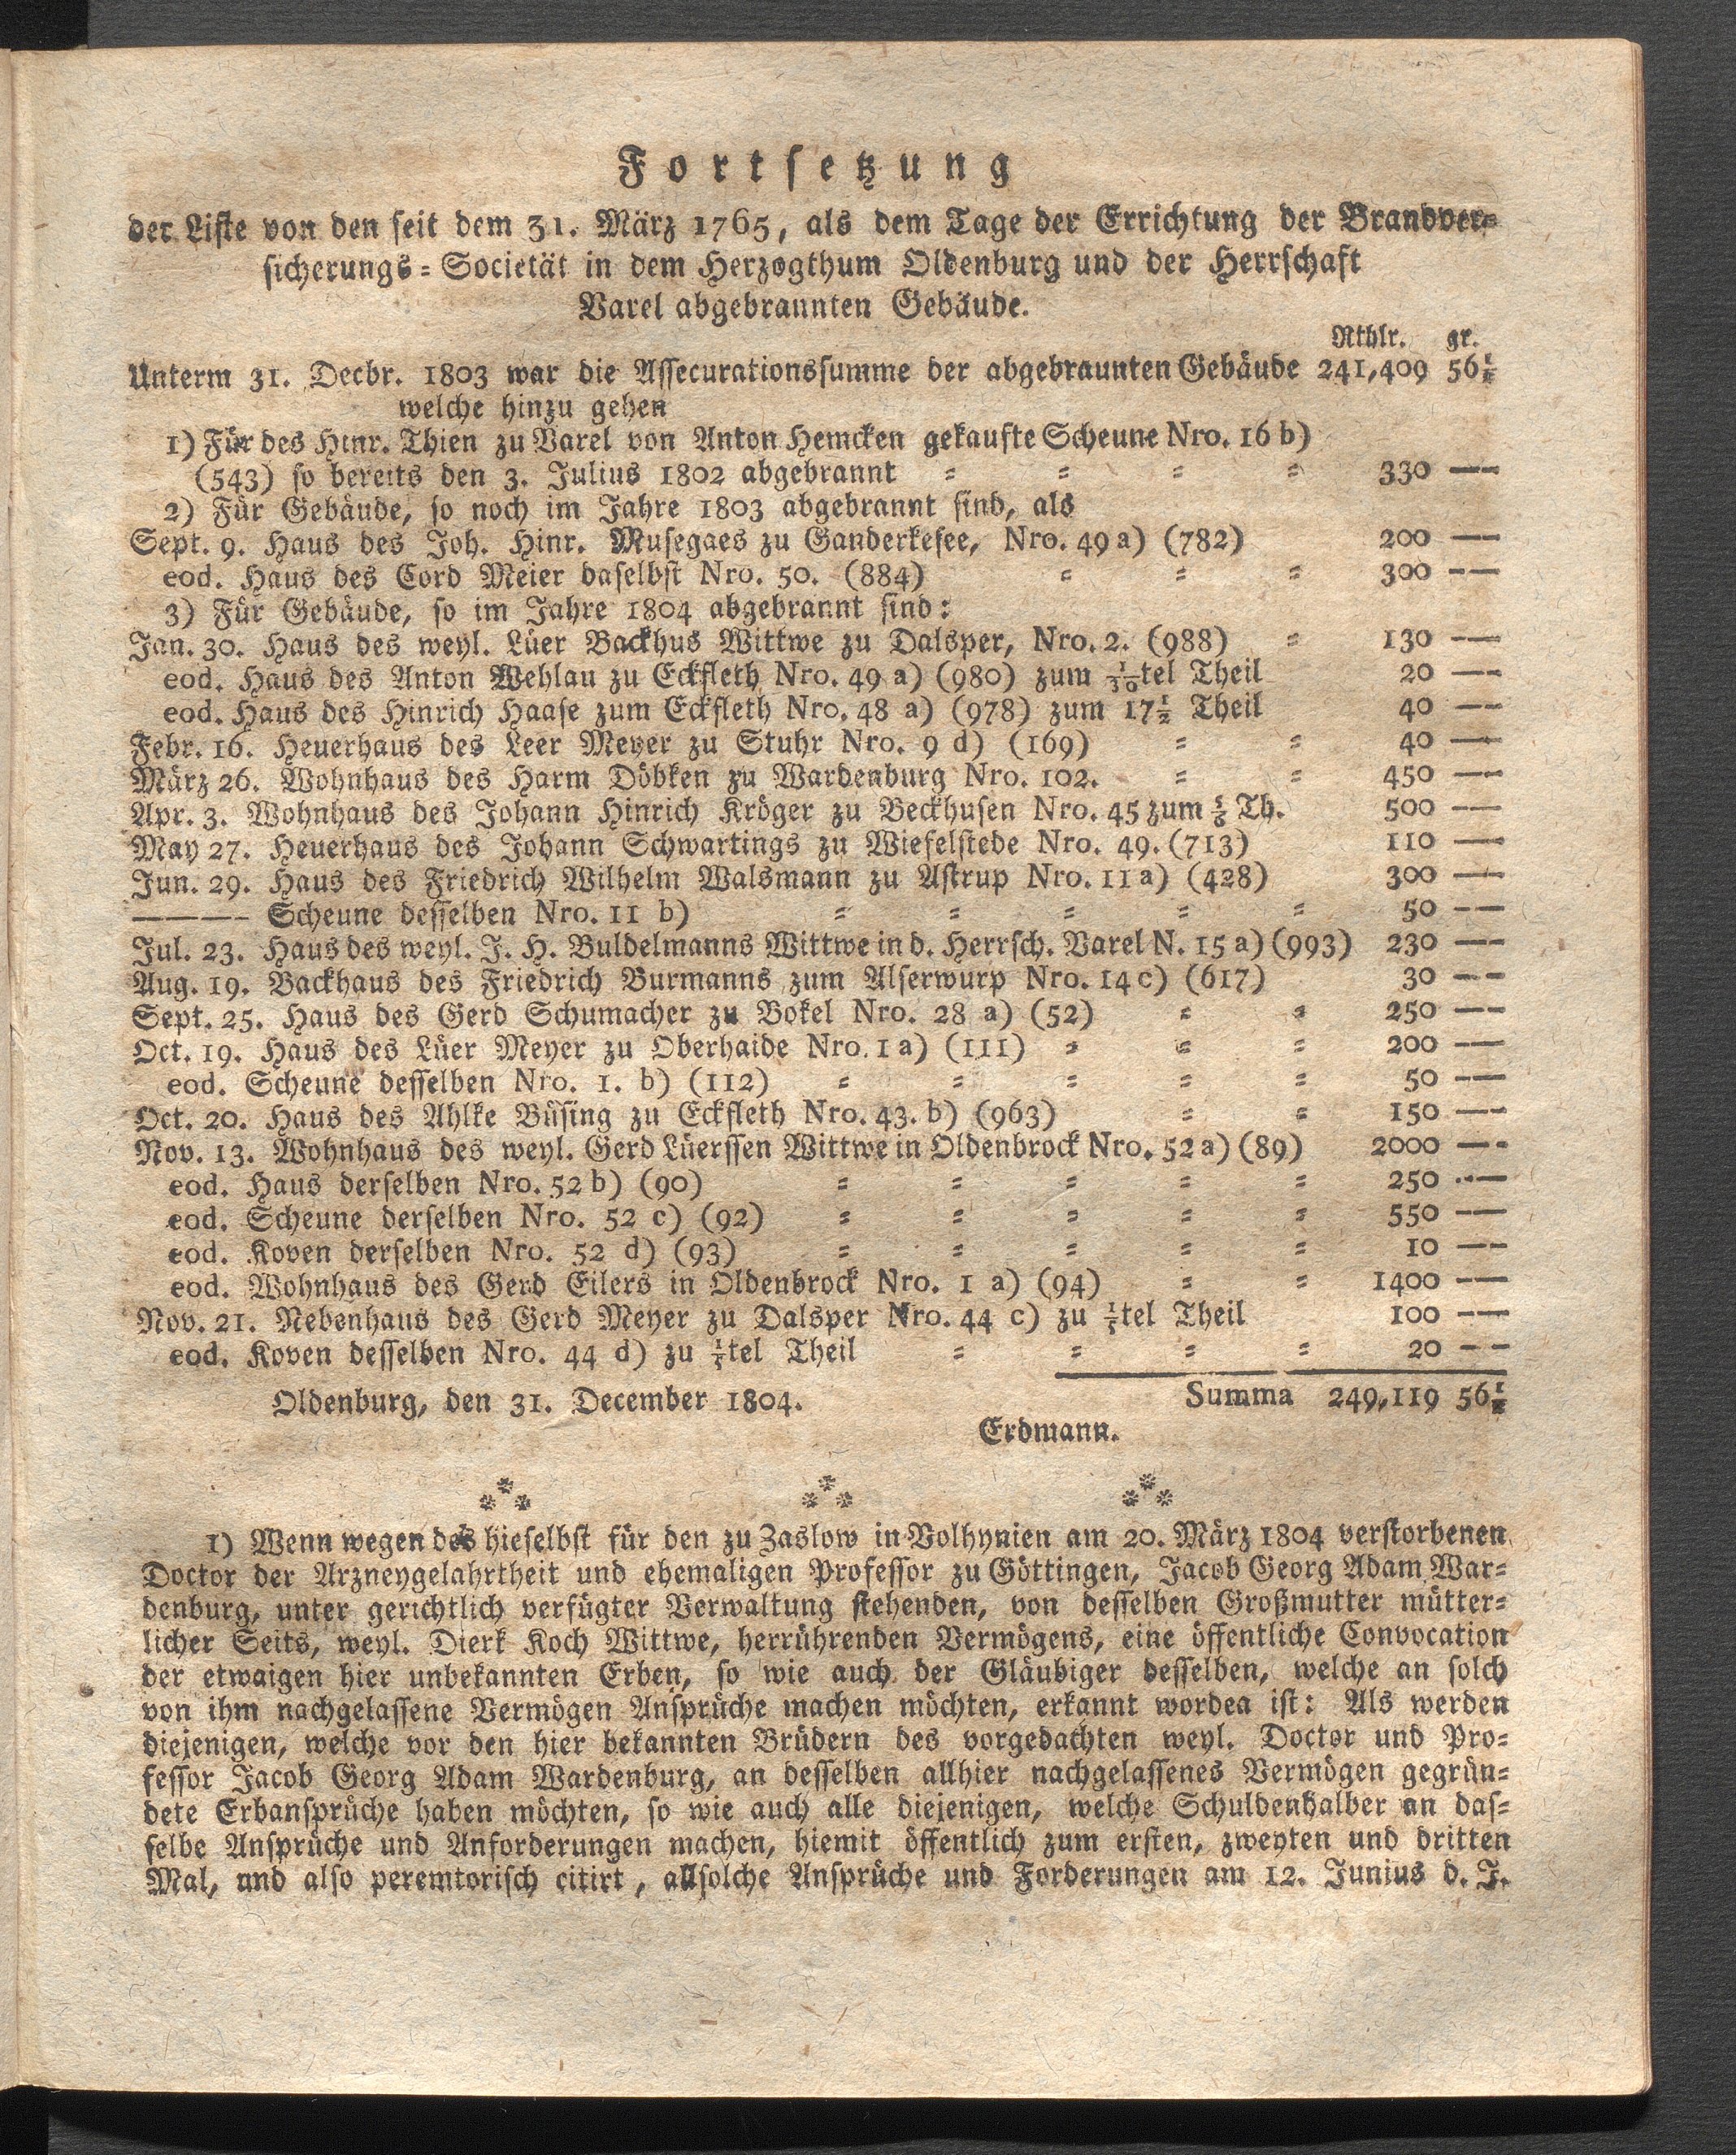 Fortsetzung
der Liste von den seit dem 31. März 1765, als dem Tage der Errichtung der Brandver-
sicherungs-Societät in dem Herzogthum Oldenburg und der Herrschaft
Varel abgebrannten Gebäude.
Rthlr. gr.
Unterm 31. Decbr. 1803 war die Assecurationssumme der abgebraunten Gebäude 241,409 56½
welche hinzu gehen
1) Für des Hinr. Thien zu Varel von Anton Hemcken gekaufte Scheune Nro. 16 b)
(543) so bereits den 3. Julius 1802 abgebrannt = = = = 330 —
2) Für Gebäude, so noch im Jahre 1803 abgebrannt sind, als
Sept. 9. Haus des Joh. Hinr. Musegaes zu Ganderkesee, Nro. 49 a) (782) 200 —
eod. Haus des Cord Meier daselbst Nro. 50. (884) = = = 300 —
3) Für Gebäude, so im Jahre 1804 abgebrannt sind:
Jan. 30. Haus des weyl. Lüer Backhus Wittwe zu Dalsper, Nro. 2. (988) = 130 —
eod. Haus des Anton Wehlau zu Eckfleth Nro. 49 a) (980) zum 1/30tel Theil 20 —
eod. Haus des Hinrich Haase zum Eckfleth Nro. 48 a) (978) zum 17½ Theil 40 —
Febr. 16. Heuerhaus des Leer Meyer zu Stuhr Nro. 9 d) (169) = = 40 —
März 26. Wohnhaus des Harm Döbken zu Wardenburg Nro. 102. = = 450 —
Apr. 3. Wohnhaus des Johann Hinrich Kröger zu Beckhusen Nro. 45 zum Th. 500 —
May 27. Heuerhaus des Johann Schwartings zu Wiefelstede Nro. 49. (713) 110 —
Jun. 29. Haus des Friedrich Wilhelm Walsmann zu Astrup Nro. 11 a) (428) 300 —
———— Scheune desselben Nro. 11 b) = = = = = 50 —
Jul. 23. Haus des weyl. J. H. Buldelmanns Wittwe in d. Herrsch. Varel N. 15 a) (993) 230 —
Aug. 19. Backhaus des Friedrich Burmanns zum Alserwurp Nro. 14 c) (617) 30 —
Sept. 25. Haus des Gerd Schumacher zu Bokel Nro. 28 a) (52) = = 250 —
Oct. 19. Haus des Lüer Meyer zu Oberhaide Nro. 1 a) (111) = = = 200 —
eod. Scheune desselben Nro. 1. b) (112) = = = = = 50 —
Oct. 20. Haus des Ahlke Büsing zu Eckfleth Nro. 43. b) (963) = = 150 —
Nov. 13. Wohnhaus des weyl. Gerd Lüerssen Wittwe in Oldenbrock Nro. 52 a) (89) 2000 —
eod. Haus derselben Nro. 52 b) (90) = = = = = 250 —
eod. Scheune derselben Nro. 52 c) (92) = = = = = 550 —
eod. Koven derselben Nro. 52 d) (93) = = = = = 10 —
eod. Wohnhaus des Gerd Eilers in Oldenbrock Nro. 1 a) (94) = = 1400 —
Nov. 21. Nebenhaus des Gerd Meyer zu Dalsper Nro. 44 c) zu tel Theil 100 —
eod. Koven desselben Nro. 44 d) zu tel Theil = = = = 20 —
Oldenburg, den 31. December 1804. Summa 249,119 56½
Erdmann.
1) Wenn wegen des hieselbst für den zu Zaslow in Volhynien am 20. März 1804 verstorbenen
Doctor der Arzneygelahrtheit und ehemaligen Professor zu Göttingen, Jacob Georg Adam War-
denburg, unter gerichtlich verfügter Verwaltung stehenden, von desselben Großmutter mütter-
licher Seits, weyl. Dierk Koch Wittwe, herrührenden Vermögens, eine öffentliche Convocation
der etwaigen hier unbekannten Erben, so wie auch der Gläubiger desselben, welche an solch
von ihm nachgelassene Vermögen Ansprüche machen möchten, erkannt wordea ist: Als werden
diejenigen, welche vor den hier bekannten Brüdern des vorgedachten weyl. Doctor und Pro-
fessor Jacob Georg Adam Wardenburg, an desselben allhier nachgelassenes Vermögen gegrün-
dete Erbansprüche haben möchten, so wie auch alle diejenigen, welche Schuldenhalber an das-
selbe Ansprüche und Anforderungen machen, hiemit öffentlich zum ersten, zweyten und dritten
Mal, und also peremtorisch citirt, allsolche Ansprüche und Forderungen am 12. Junius d. J.